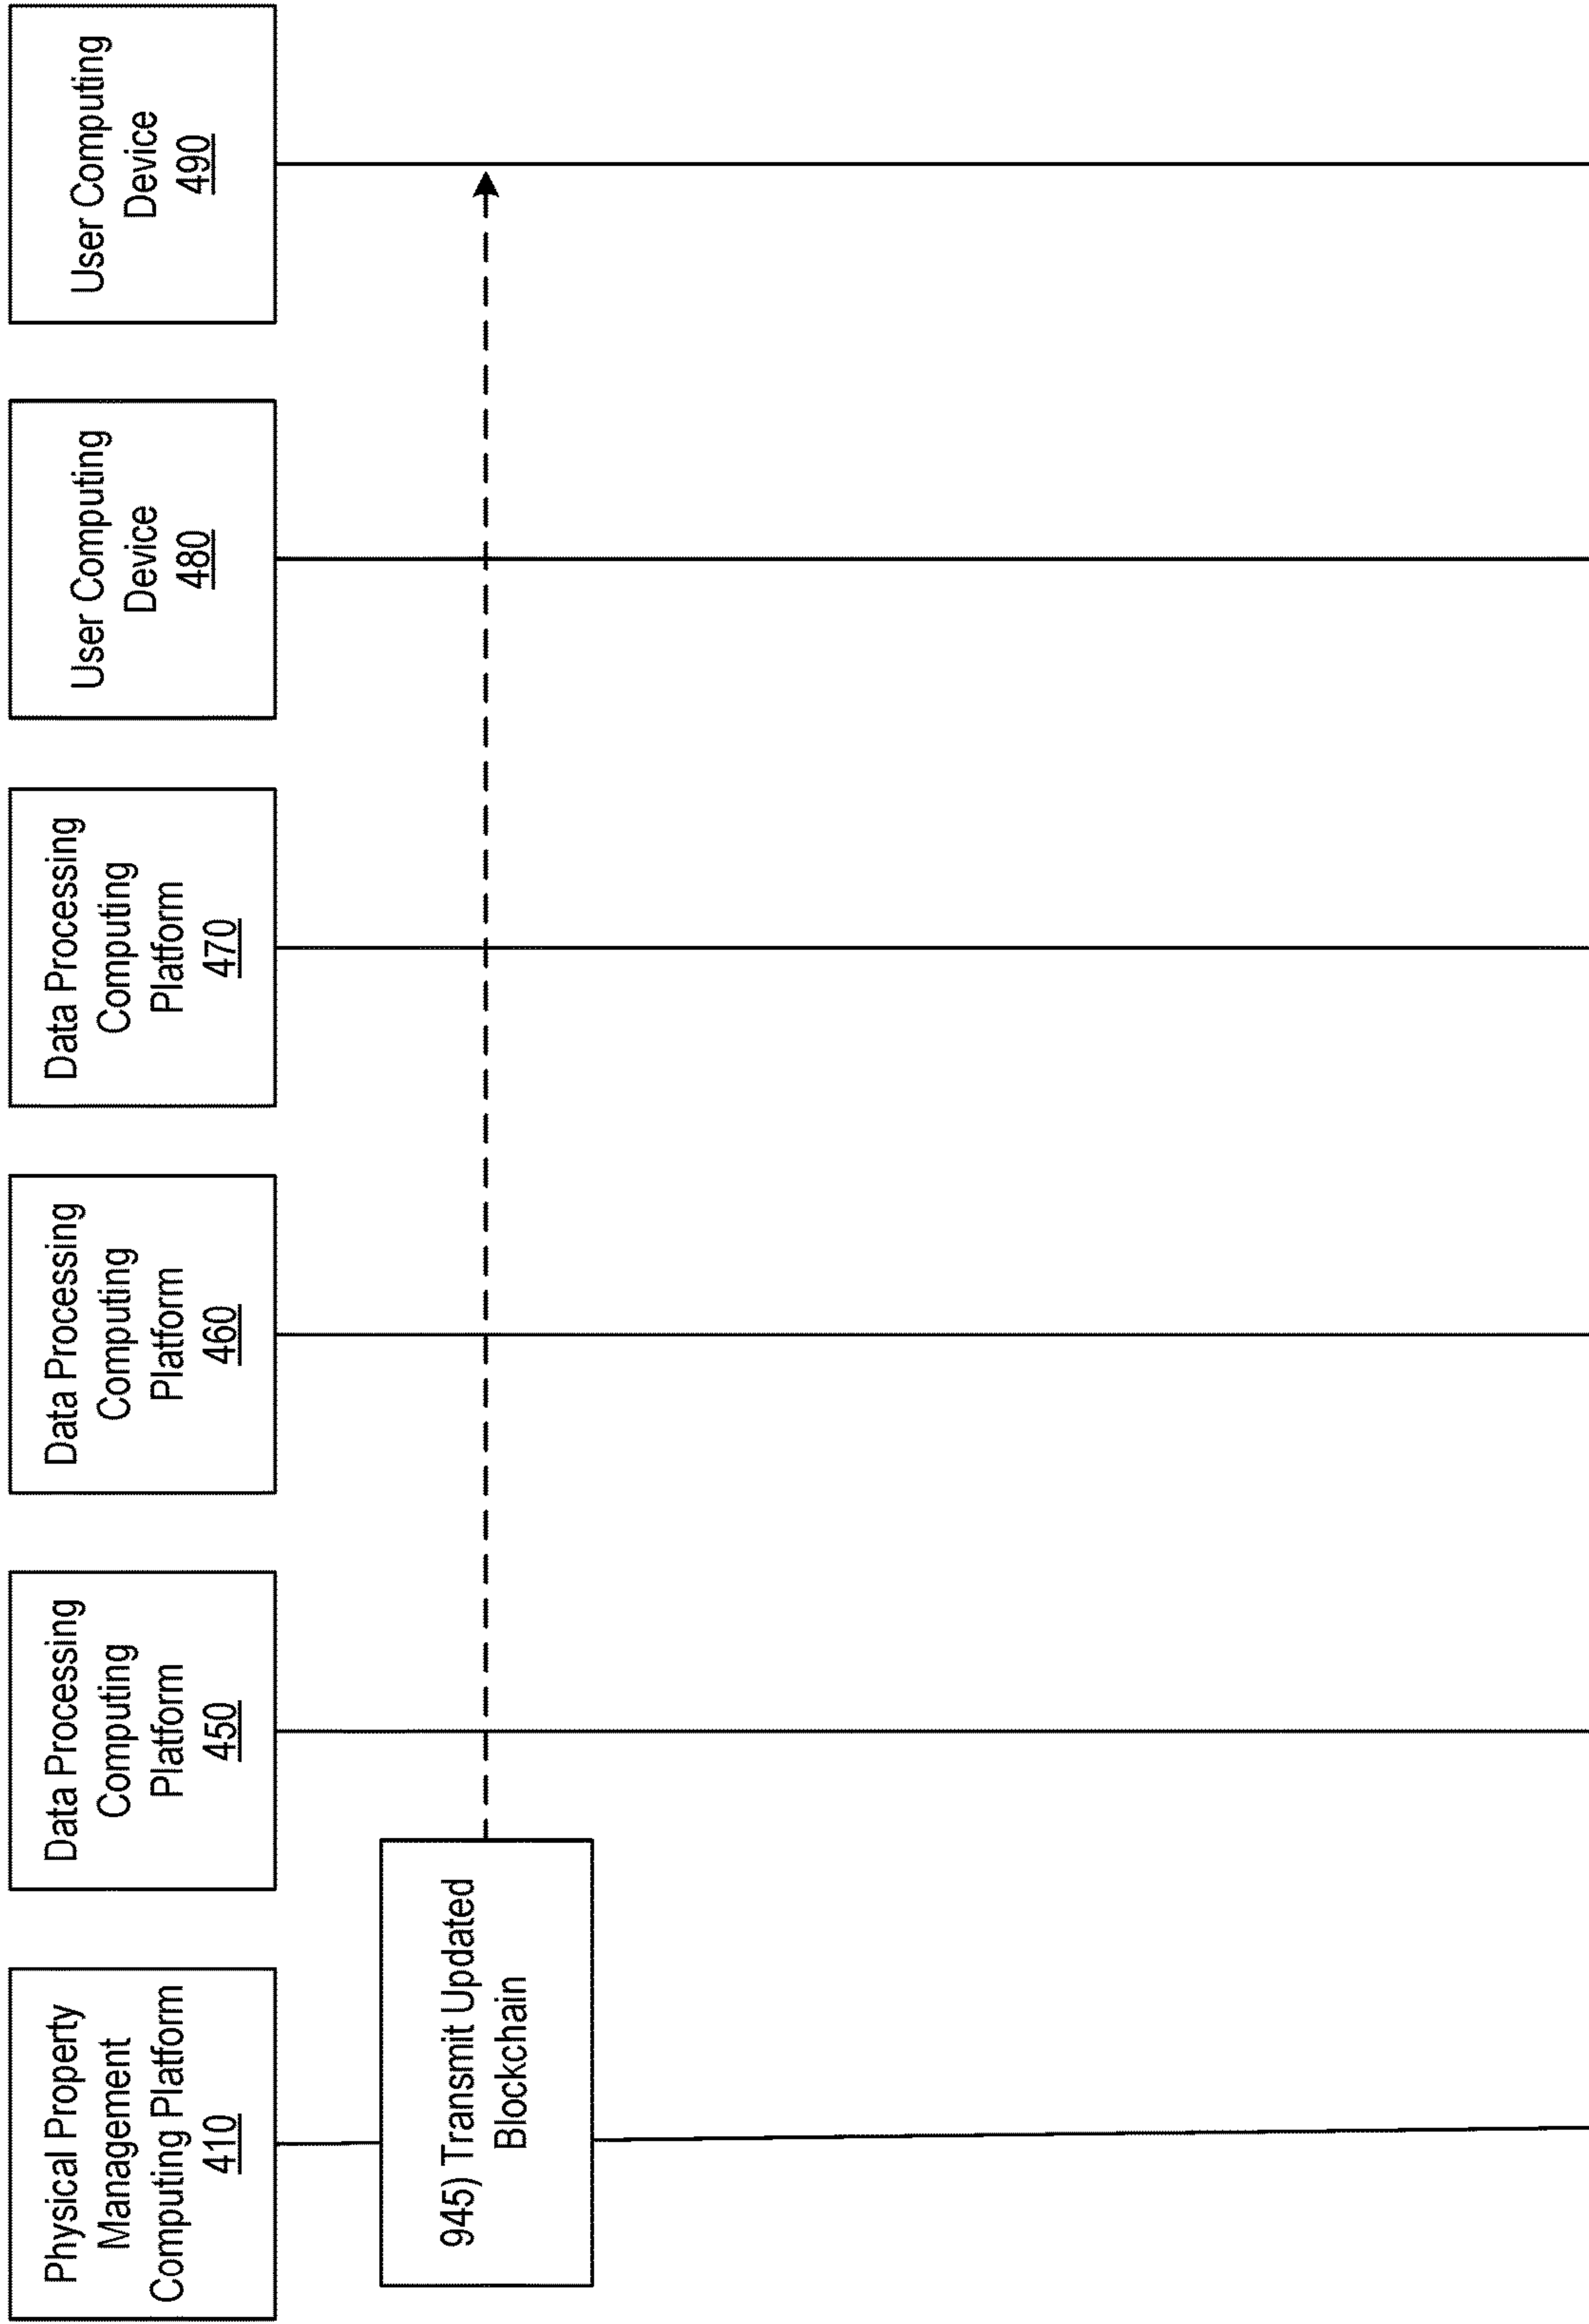 Physical Property
Management
Computing Platform
410
Data Processing
Computing
Platform
450
Data Processing
Computing
Platform
460
Data Processing
Computing
Platform
470
User Computing
Device
480
User Computing
Device
490
945) Transmit Updated
Blockchain